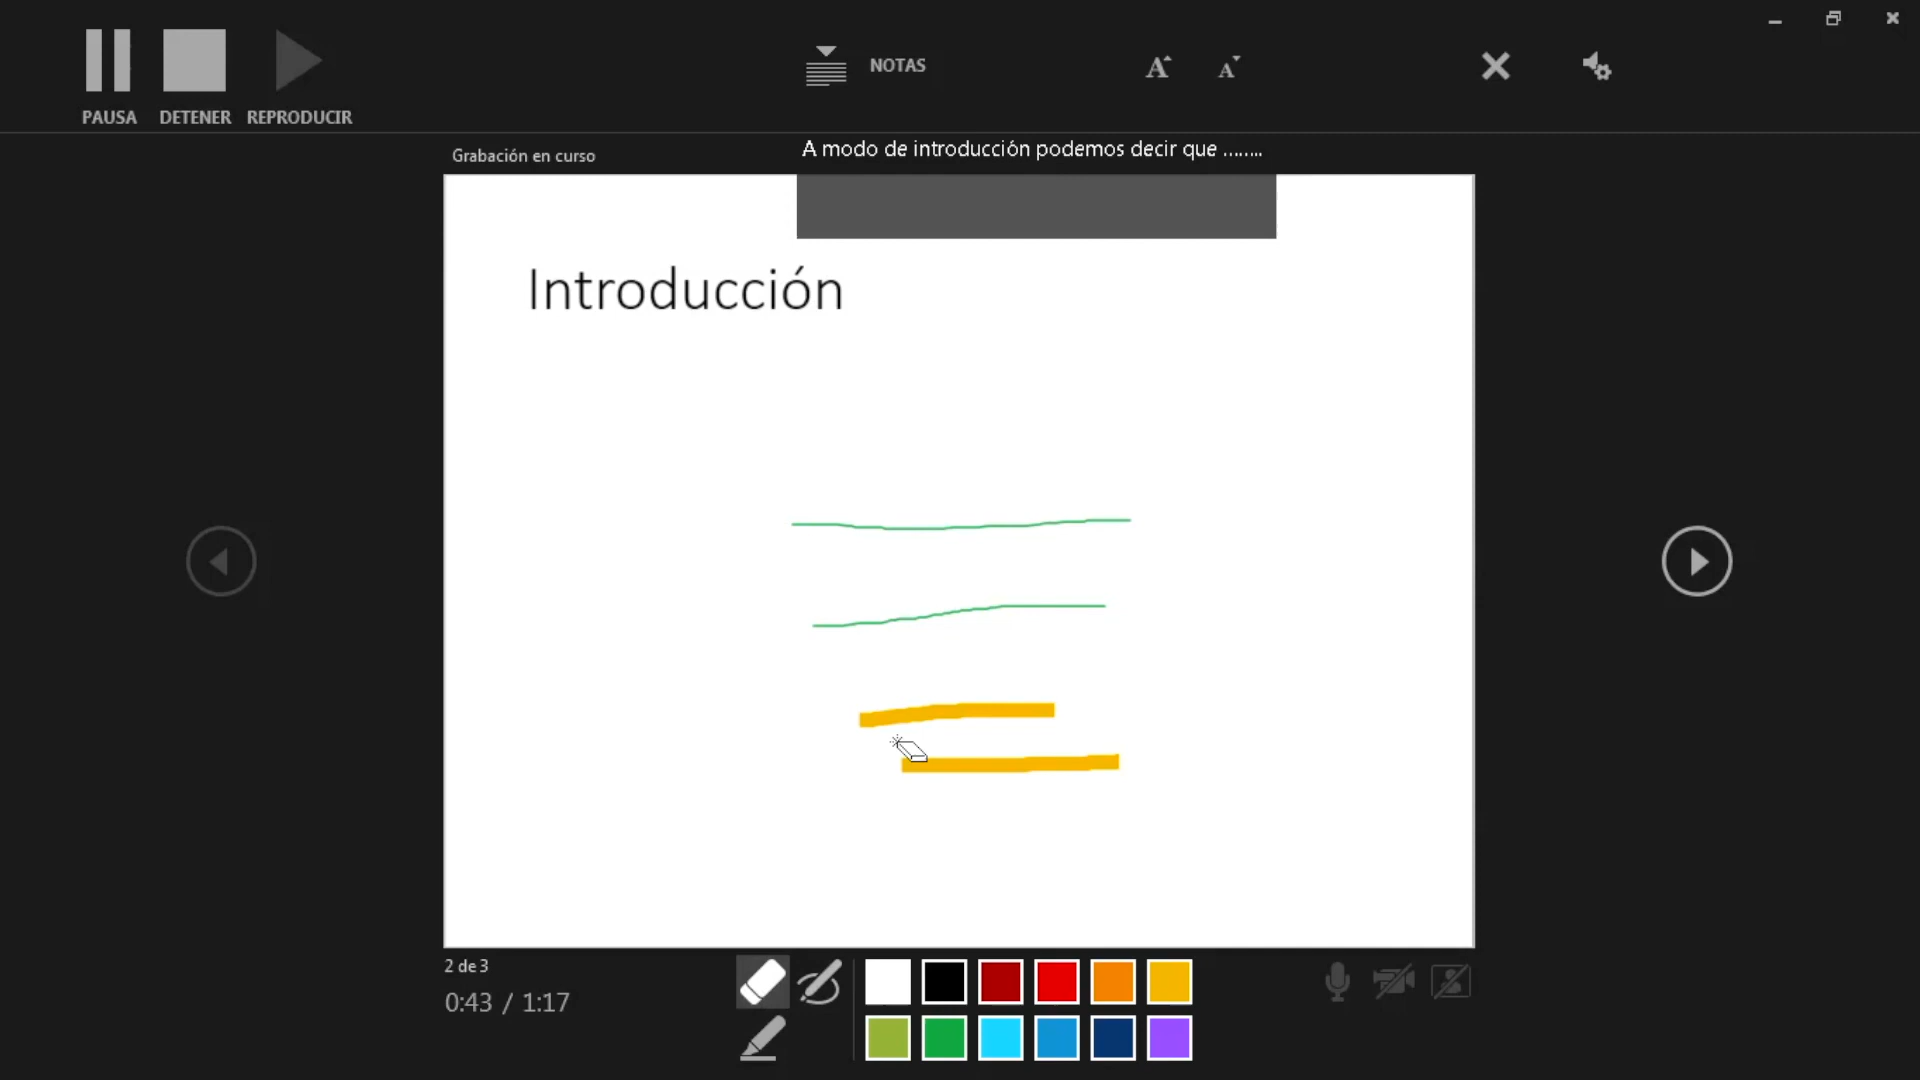 PAUSA
DETENER
REPRODUCIR
NOTAS
A
A
Grabación en curso
A modo de introducción podemos decir que ........
Introducción
2 de 3
0:43 / 1:17